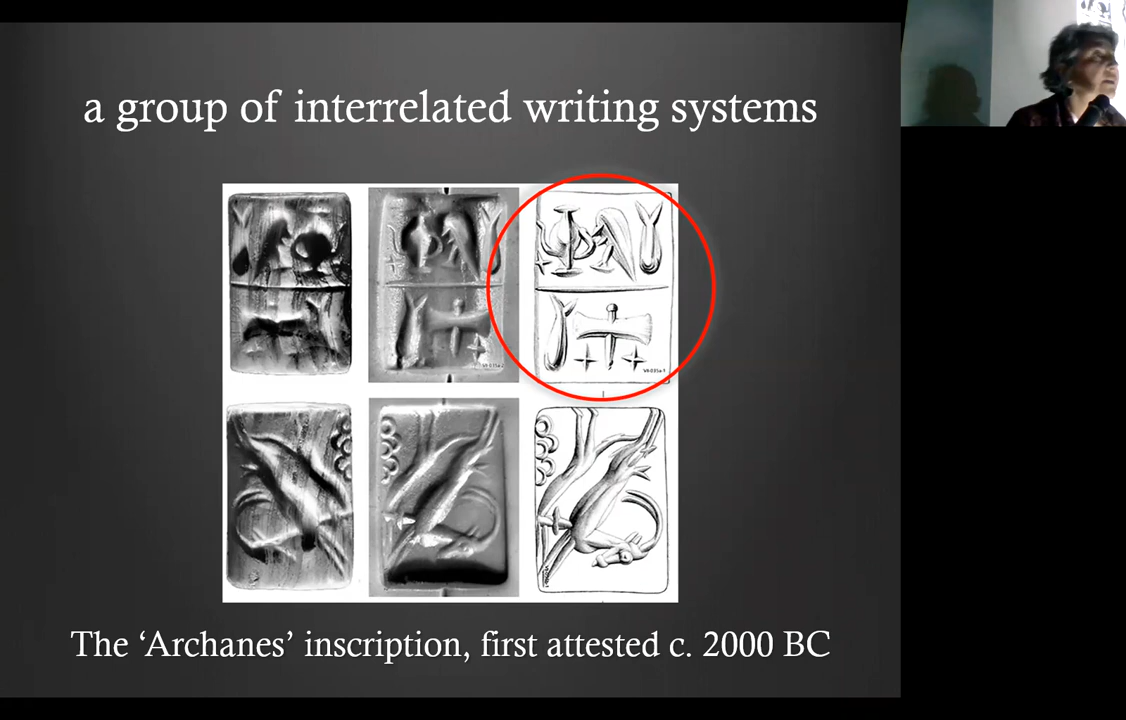 a group of interrelated writing systems
The ‘Archanes’ inscription, first attested c. 2000 BC